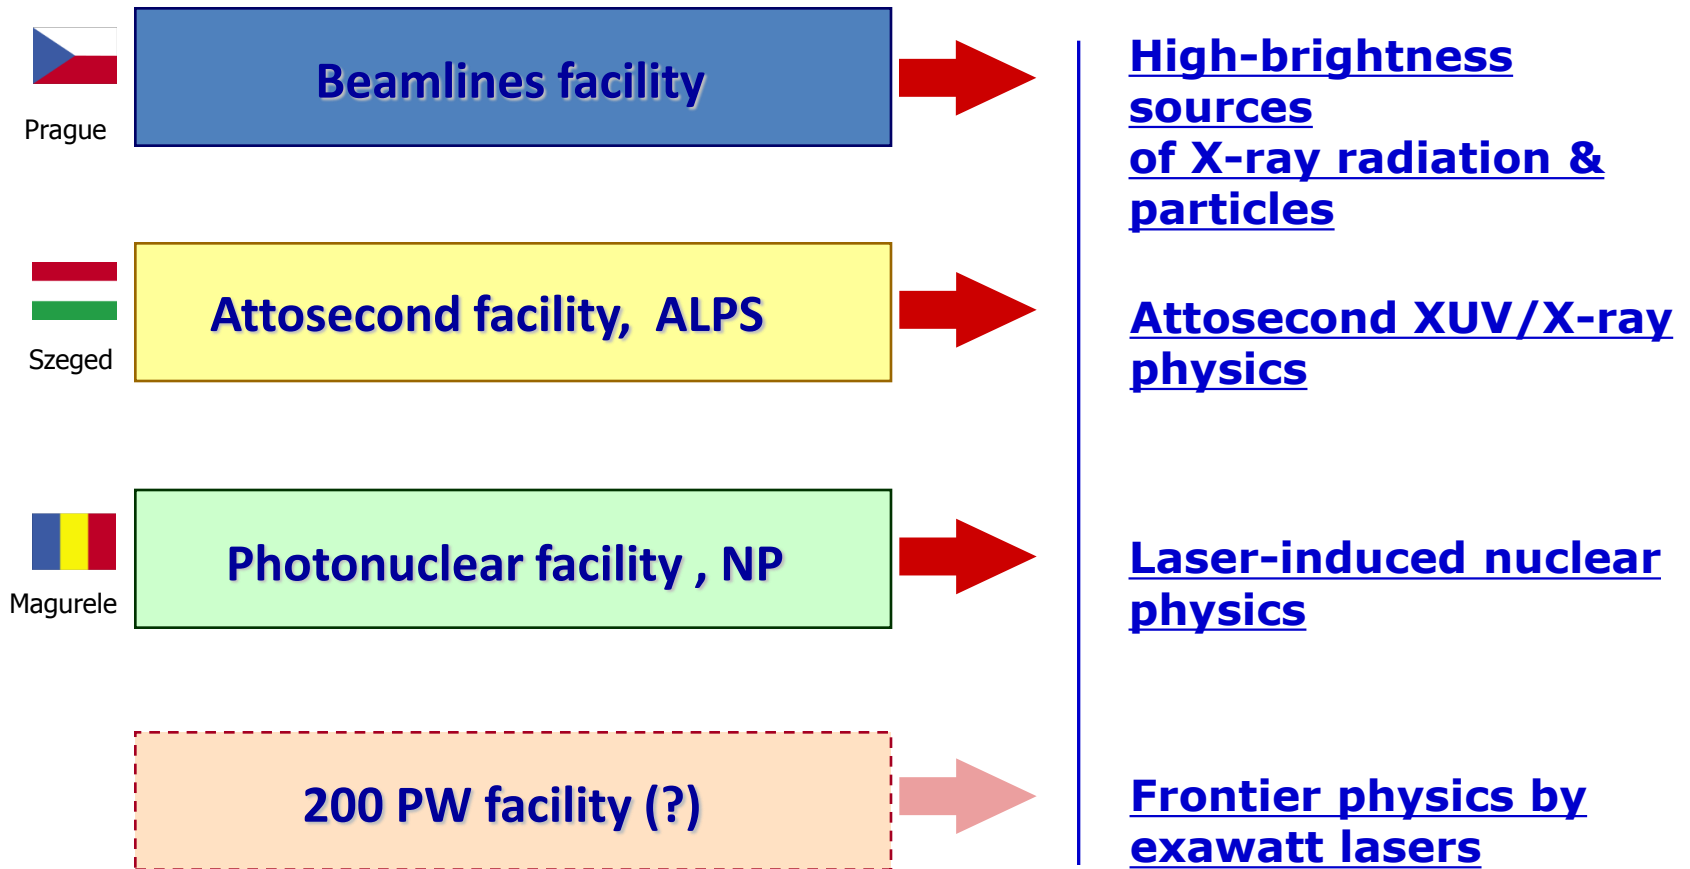 Beamlines facility
Prague
High-brightness
sources
of X-ray radiation &
particles
Attosecond facility,  ALPS
Szeged
Attosecond XUV/X-ray
physics
Photonuclear facility , NP
Magurele
Laser-induced nuclear
physics
200 PW facility (?)
Frontier physics by
exawatt lasers